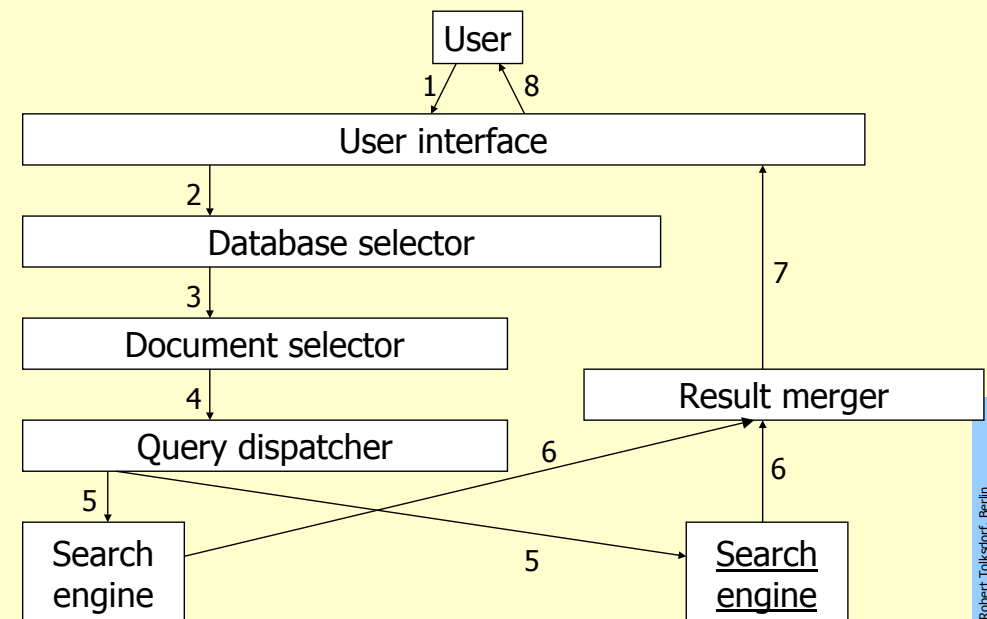 User
1
8
User interface
2
Database selector
7
3
Document selector
4
Result merger
Query dispatcher
6
6
5
5
Search
engine
Search
engine
Robert Tolksdorf, Berlin